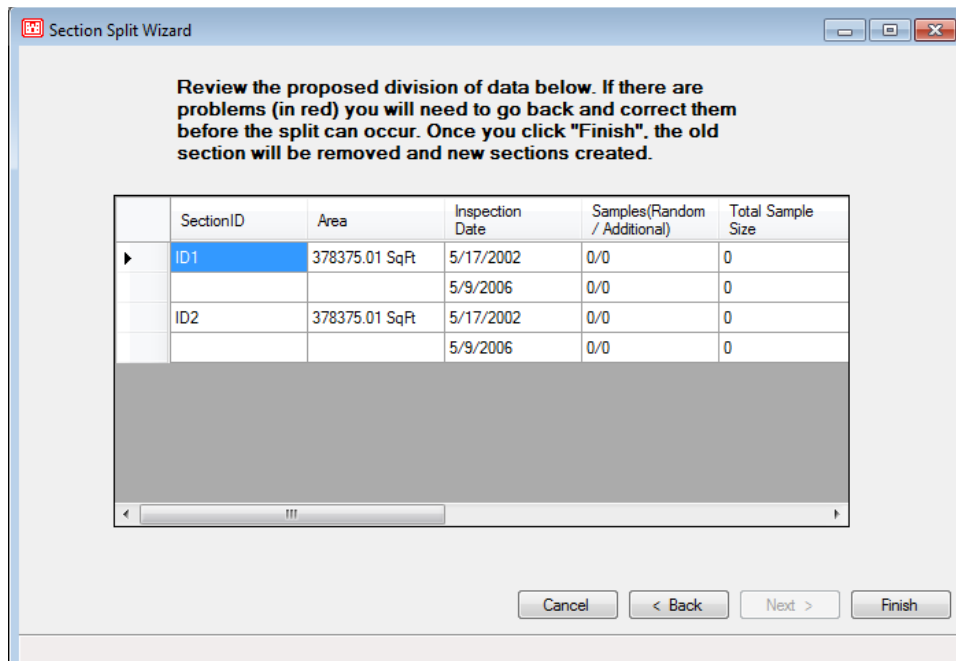 Section Split Wizard
Review the proposed division of data below. If there are
problems (in red) you will need to go back and correct them
before the split can occur. Once you click "Finish", the old
section will be removed and new sections created.
SectionID Area Inspection Date Samples(Random / Additional) Total Sample Size
ID1 378375.01 SqFt 5/17/2002 0/0 0
5/9/2006 0/0 0
ID2 378375.01 SqFt 5/17/2002 0/0 0
5/9/2006 0/0 0
Cancel < Back Next > Finish